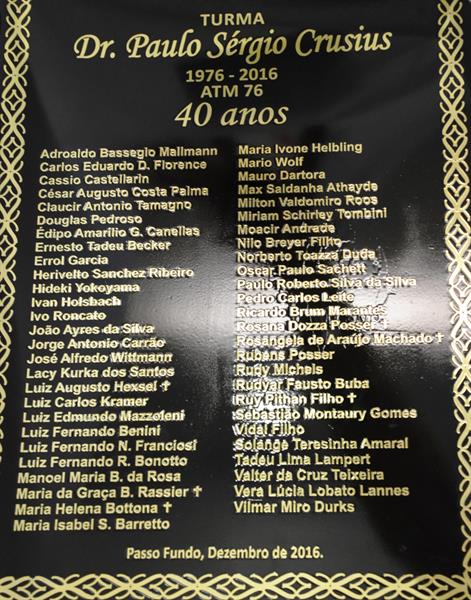 TURMA
Dr. Paulo Sérgio Crusius
1976 - 2016
ATM 76
40 anos
Adroaldo Bassegio Mallmann
Carlos Eduardo D. Florence
Cassio Castellarin
César Augusto Costa Palma
Claucir Antonio Tamagno
Douglas Pedroso
Édipo Amarílio G. Canellas
Ernesto Tadeu Becker
Errol Garcia
Herivelto Sanchez Ribeiro
Hideki Yokoyama
Ivan Holsbach
Ivo Roncato
João Ayres da Silva
Jorge Antonio Carrão
José Alfredo Wittmann
Lacy Kurka dos Santos
Luiz Augusto Hexsel ✝
Luiz Carlos Kramer
Luiz Edmundo Mazzoleni
Luiz Fernando Benini
Luiz Fernando N. Franciosi
Luiz Fernando R. Bonotto
Manoel Maria B. da Rosa
Maria da Graça B. Rassier ✝
Maria Helena Bottona ✝
Maria Isabel S. Barretto
Maria Ivone Helbling
Mario Wolf
Mauro Dartora
Max Saldanha Athayde
Milton Valdomiro Roos
Miriam Schirley Tombini
Moacir Andrade
Nilo Breyer Filho
Norberto Toazza Duda
Oscar Paulo Sachett
Paulo Roberto Silva da Silva
Pedro Carlos Leite
Ricardo Brum Marantes
Rosana Dozza Posser ✝
Rosângela de Araújo Machado ✝
Rubens Posser
Rudy Michels
Rudyar Fausto Buba
Ruy Pithan Filho ✝
Sebastião Montaury Gomes
Vidal Filho
Solange Teresinha Amaral
Tadeu Lima Lampert
Valter da Cruz Teixeira
Vera Lúcia Lobato Lannes
Vilmar Miro Durks
Passo Fundo, Dezembro de 2016.